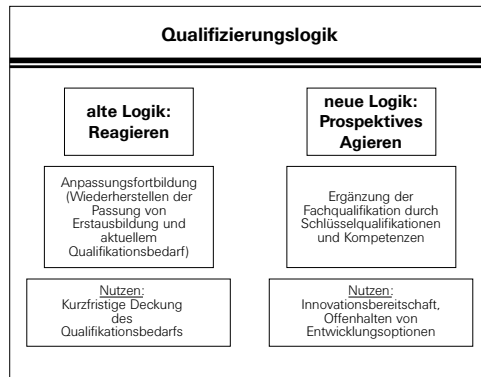 Qualifizierungslogik
alte Logik:
Reagieren
Anpassungsfortbildung
(Wiederherstellen der
Passung von
Erstausbildung und
aktuellem
Qualifikationsbedarf)
Nutzen:
Kurzfristige Deckung
des
Qualifikationsbedarfs
neue Logik:
Prospektives
Agieren
Ergänzung der
Fachqualifikation durch
Schlüsselqualifikationen
und Kompetenzen
Nutzen:
Innovationsbereitschaft,
Offenhalten von
Entwicklungsoptionen